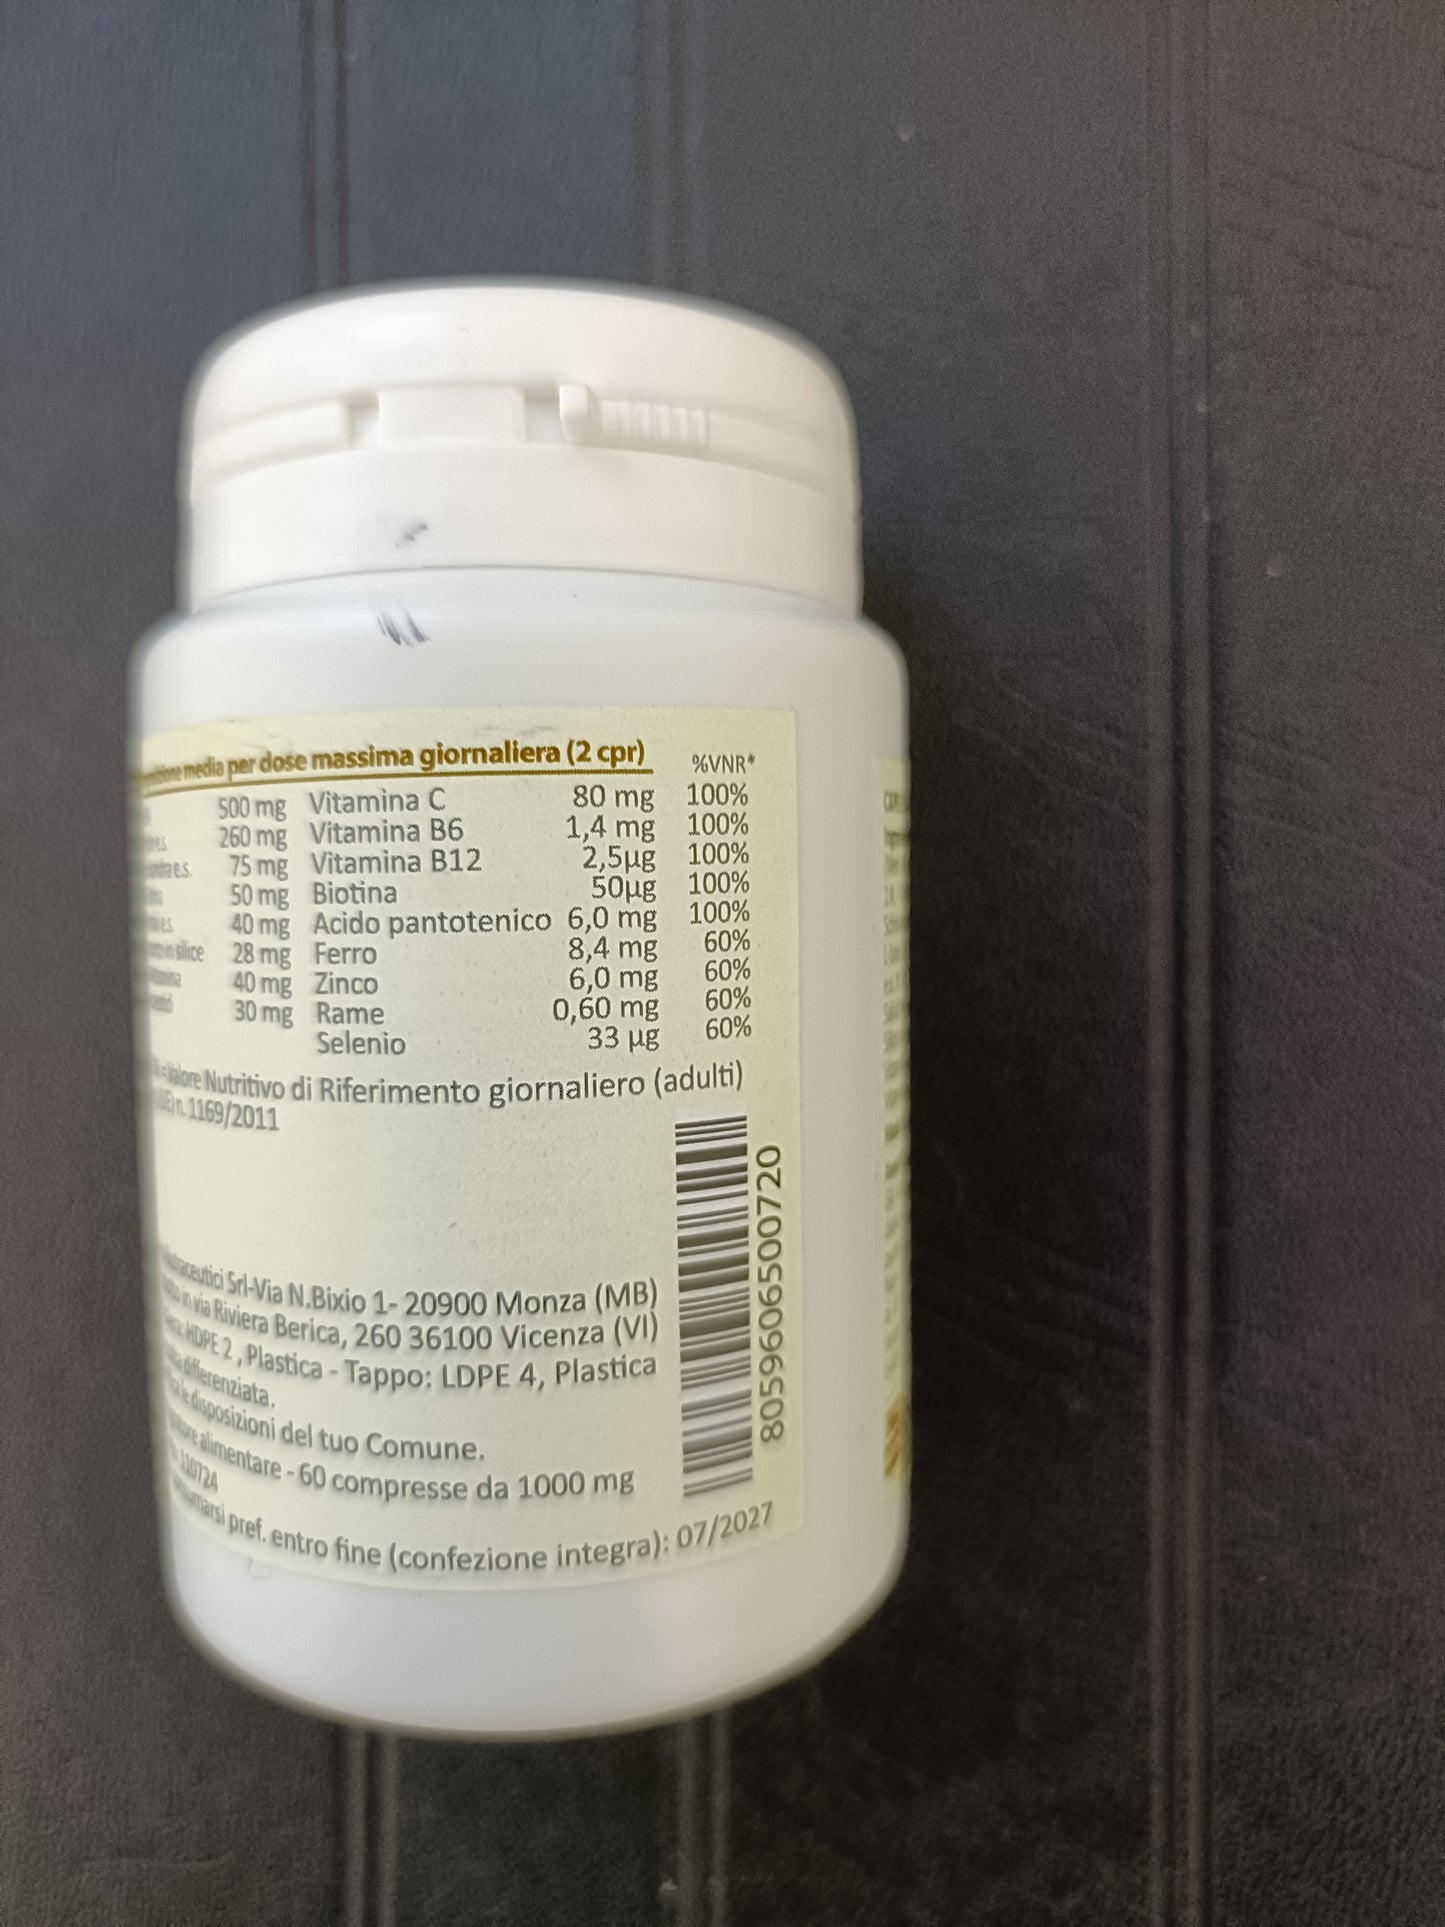 media per dose massima giornaliera (2 cpr) %VNR*
500 mg Vitamina C 80 mg 100%
260 mg Vitamina B6 1,4 mg 100%
e.s. 75 mg Vitamina B12 2,5µg 100%
50 mg Biotina 50µg 100%
e.s. 40 mg Acido pantotenico 6,0 mg 100%
in silice 28 mg Ferro 8,4 mg 60%
40 mg Zinco 6,0 mg 60%
30 mg Rame 0,60 mg 60%
Selenio 33 µg 60%
Valore Nutritivo di Riferimento giornaliero (adulti)
n. 1169/2011
Srl-Via N.Bixio 1- 20900 Monza (MB)
in via Riviera Berica, 260 36100 Vicenza (VI)
HDPE 2 , Plastica - Tappo: LDPE 4, Plastica
differenziata.
le disposizioni del tuo Comune.
alimentare - 60 compresse da 1000 mg
110724
pref. entro fine (confezione integra): 07/2027
8059606500720